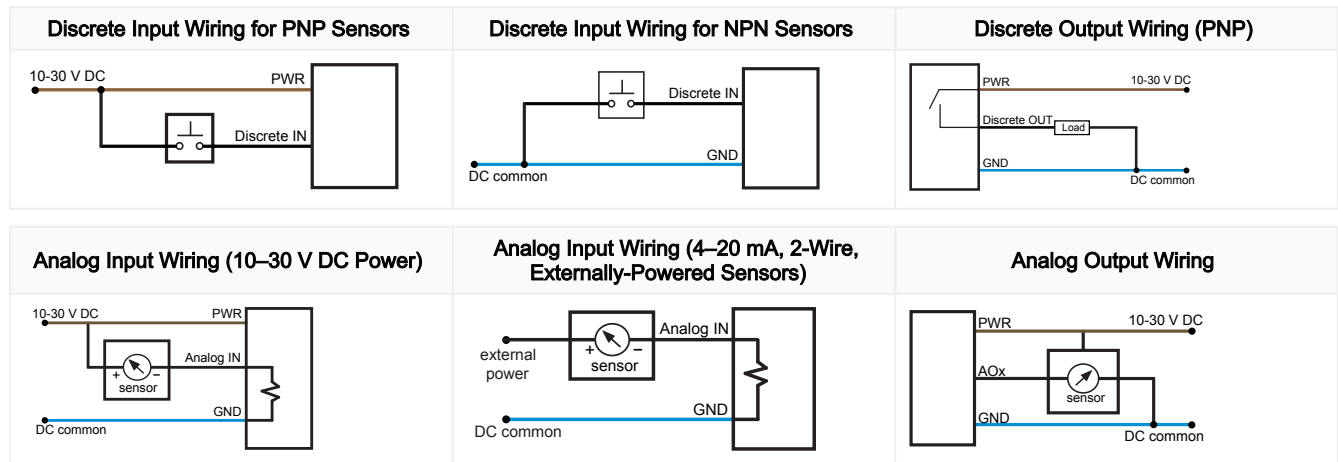 Discrete Input Wiring for PNP Sensors
Discrete Input Wiring for NPN Sensors
Discrete Output Wiring (PNP)
10-30 V DC
PWR
Discrete IN
Discrete IN
GND
DC common
PWR
10-30 V DC
Discrete OUT
Load
GND
DC common
Analog Input Wiring (10–30 V DC Power)
Analog Input Wiring (4–20 mA, 2-Wire,
Externally-Powered Sensors)
Analog Output Wiring
10-30 V DC
PWR
Analog IN
+ –
sensor
GND
DC common
Analog IN
+ –
sensor
external
power
GND
DC common
PWR
10-30 V DC
AOx
sensor
GND
DC common